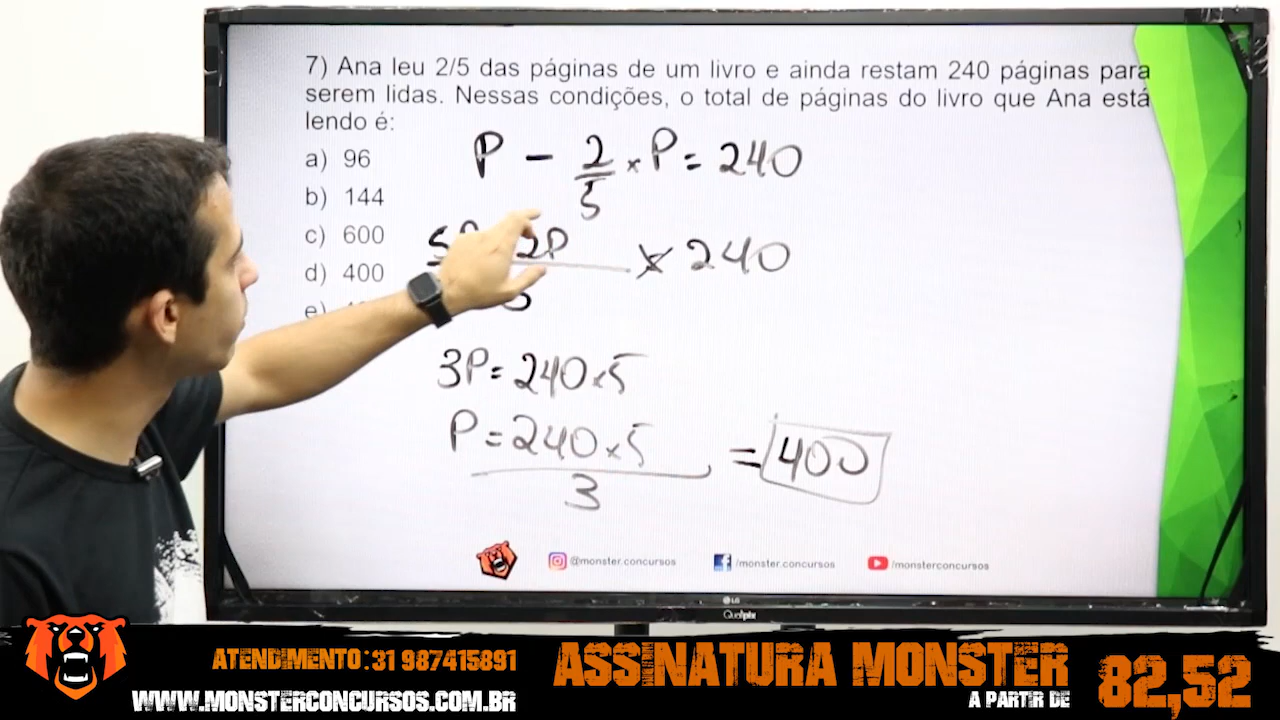 7) Ana leu 2/5 das páginas de um livro e ainda restam 240 páginas para
serem lidas. Nessas condições, o total de páginas do livro que Ana está
lendo é:
a) 96
b) 144
c) 600
d) 400
e)
P - 2/5 × P = 240
2P 240
3P = 240 × 5
P = 240 × 5 = 400
3
@monster.concursos /monster.concursos /monsterconcursos
LG
ATENDIMENTO: 31 987415891
WWW.MONSTERCONCURSOS.COM.BR
ASSINATURA MONSTER
A PARTIR DE
82,52